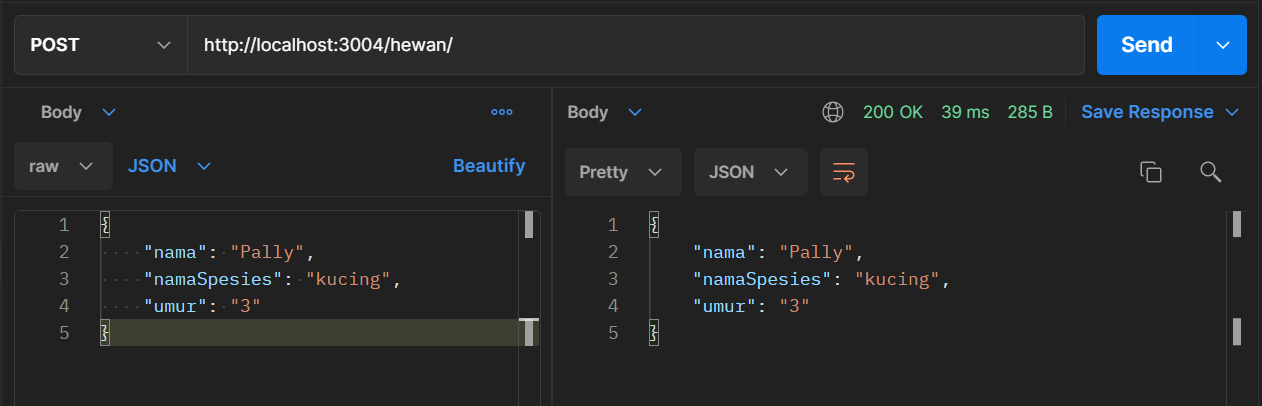 POST http://localhost:3004/hewan/ Send
Body ooo Body 200 OK 39 ms 285 B Save Response
raw JSON Beautify Pretty JSON
1 {
2 "nama": "Pally",
3 "namaSpesies": "kucing",
4 "umur": "3"
5 }
1 {
2 "nama": "Pally",
3 "namaSpesies": "kucing",
4 "umur": "3"
5 }